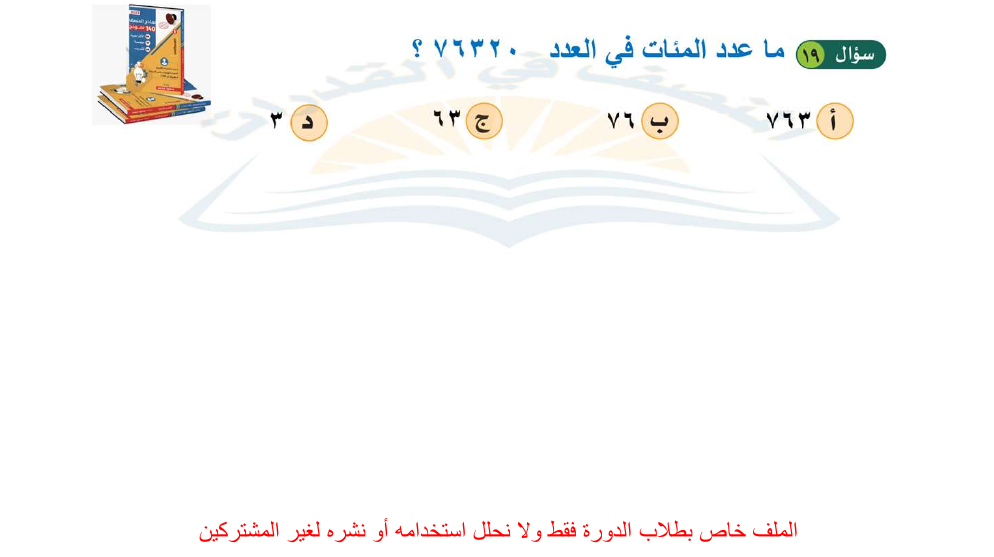 سؤال ١٩ ما عدد المئات في العدد ٧٦٣٢٠ ؟
أ ٧٦٣ ب ٧٦ ج ٦٣ د ٣
الملف خاص بطلاب الدورة فقط ولا نحلل استخدامه أو نشره لغير المشتركين